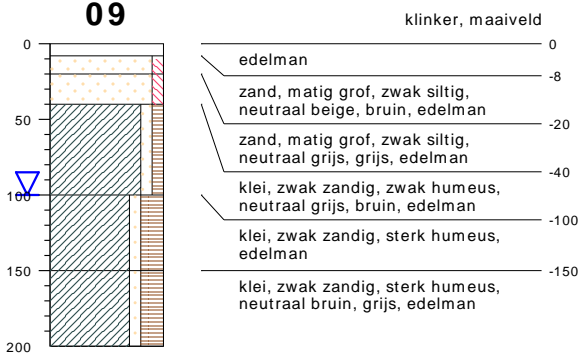 09
klinker, maaiveld
0
0
edelman
-8
zand, matig grof, zwak siltig,
neutraal beige, bruin, edelman
-20
50
zand, matig grof, zwak siltig,
neutraal grijs, grijs, edelman
-40
100
klei, zwak zandig, zwak humeus,
neutraal grijs, bruin, edelman
-100
klei, zwak zandig, sterk humeus,
edelman
150
-150
klei, zwak zandig, sterk humeus,
neutraal bruin, grijs, edelman
200